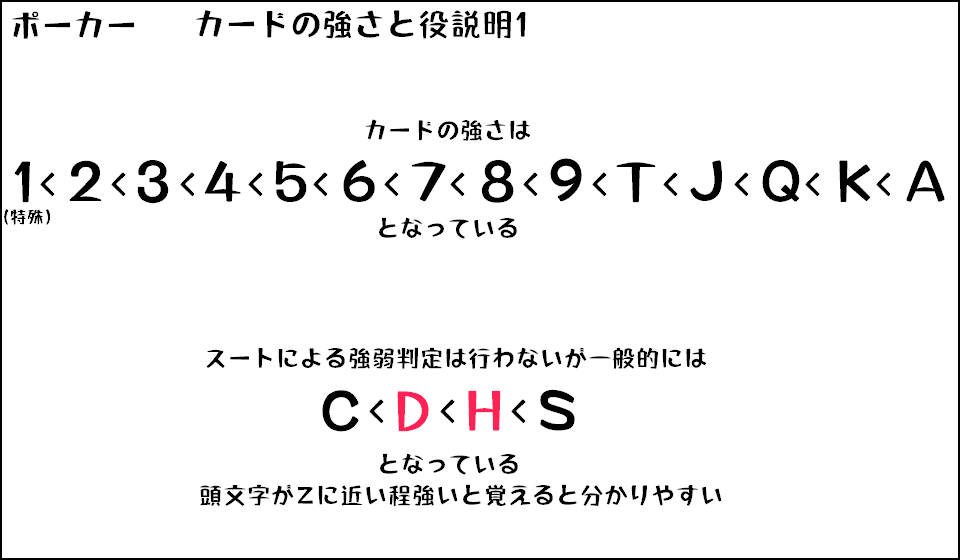 ポーカー　カードの強さと役説明1
カードの強さは
1<2<3<4<5<6<7<8<9<T<J<Q<K<A
(特殊)
となっている
スートによる強弱判定は行わないが一般的には
C<D<H<S
となっている
頭文字がZに近い程強いと覚えると分かりやすい